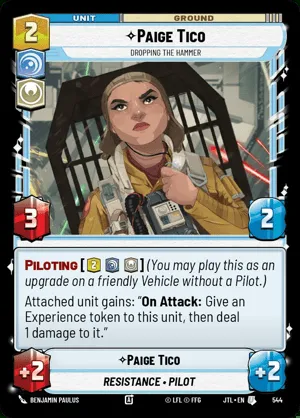 UNIT GROUND
2 ✧PAIGE TICO
DROPPING THE HAMMER
3 2
PILOTING [2] (You may play this as an
upgrade on a friendly Vehicle without a Pilot.)
Attached unit gains: “On Attack: Give an
Experience token to this unit, then deal
1 damage to it.”
✧PAIGE TICO
+2 RESISTANCE • PILOT +2
BENJAMIN PAULUS © LFL © FFG JTL • EN U 544